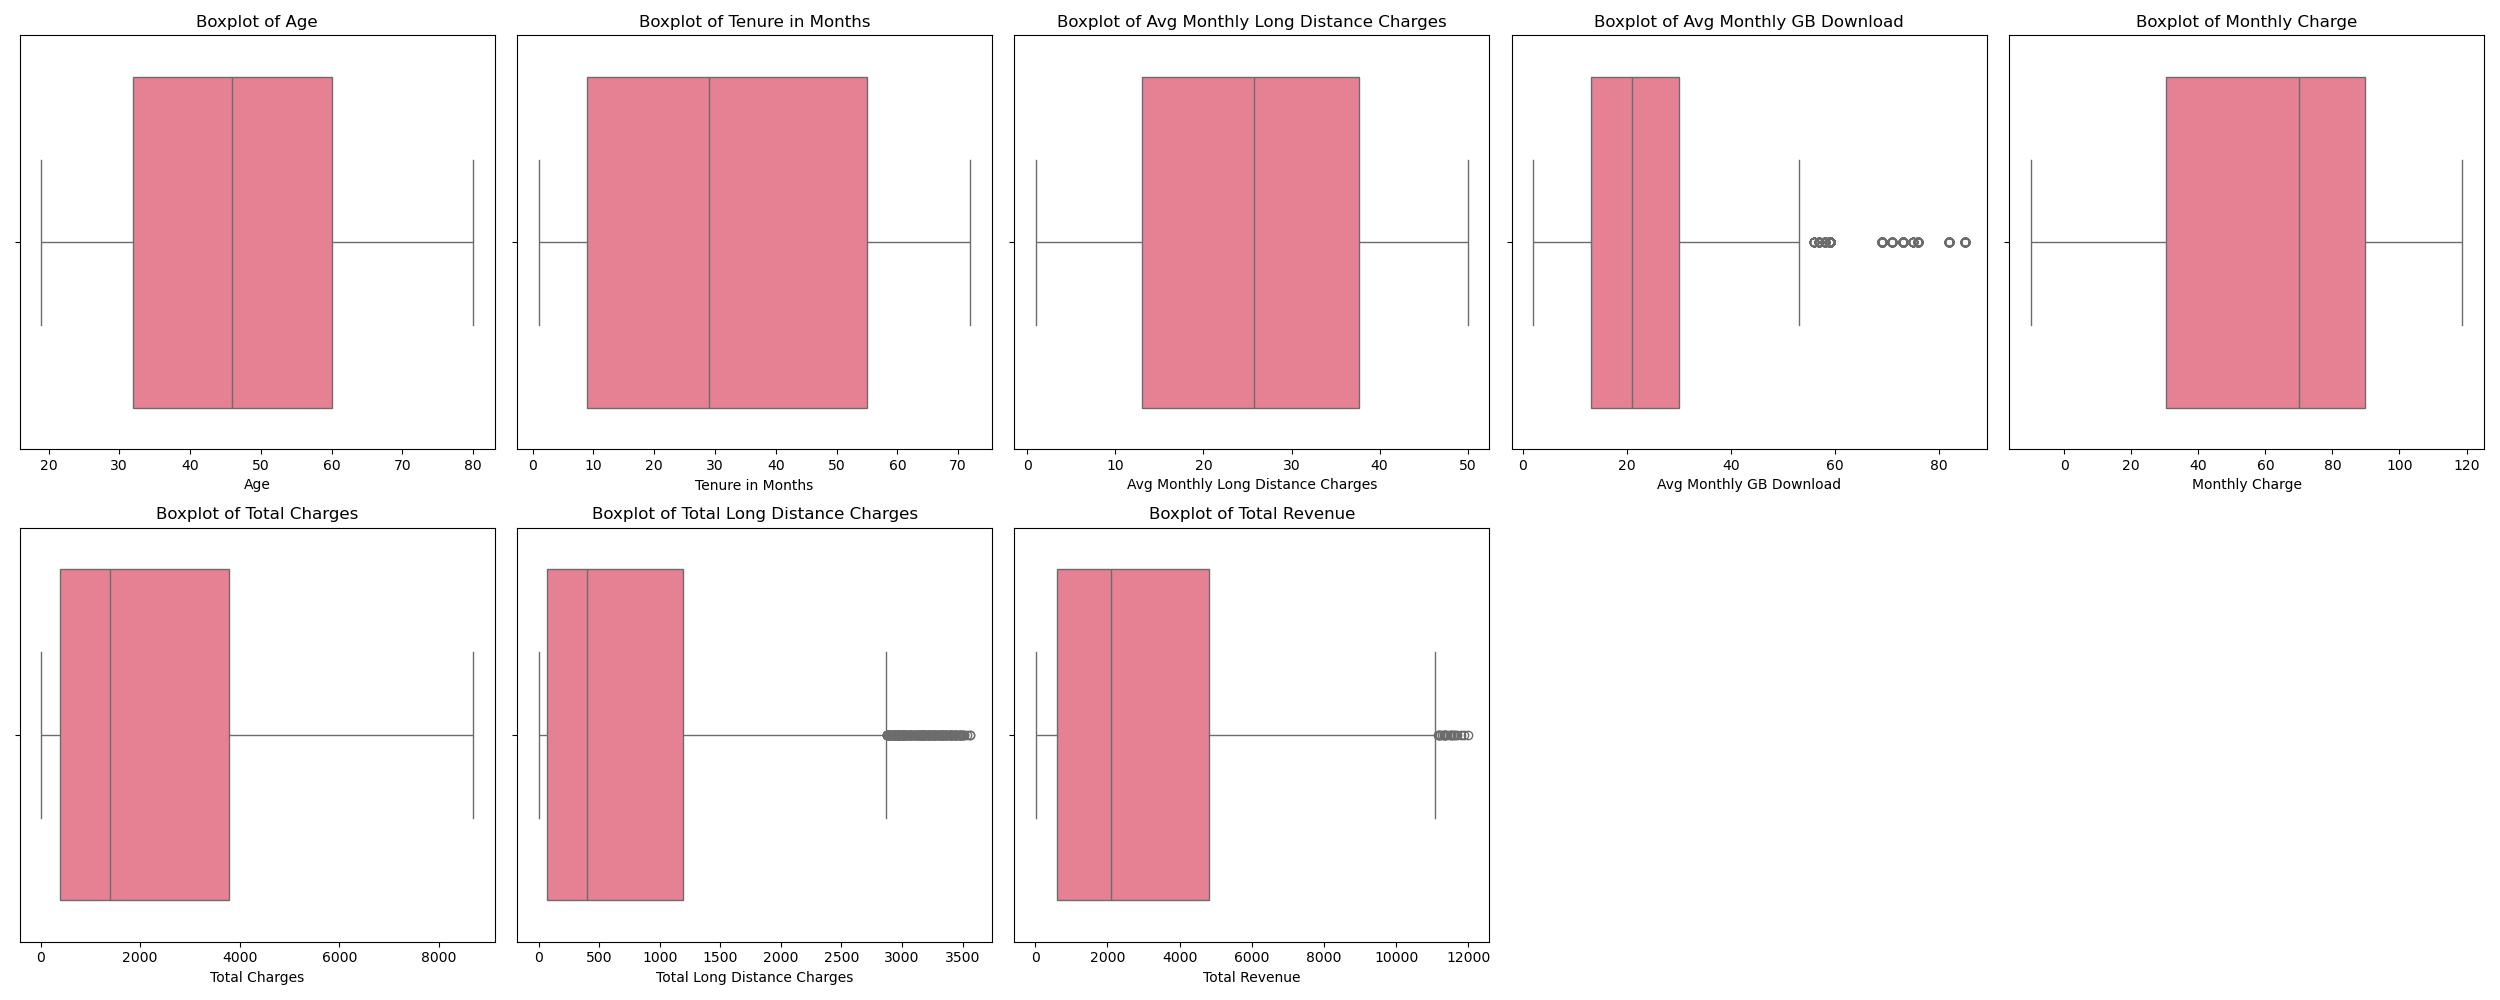 Boxplot of Age
Boxplot of Tenure in Months
Boxplot of Avg Monthly Long Distance Charges
Boxplot of Avg Monthly GB Download
Boxplot of Monthly Charge
20 30 40 50 60 70 80
0 10 20 30 40 50 60 70
0 10 20 30 40 50
0 20 40 60 80
0 20 40 60 80 100 120
Age
Tenure in Months
Avg Monthly Long Distance Charges
Avg Monthly GB Download
Monthly Charge
Boxplot of Total Charges
Boxplot of Total Long Distance Charges
Boxplot of Total Revenue
0 2000 4000 6000 8000
0 500 1000 1500 2000 2500 3000 3500
0 2000 4000 6000 8000 10000 12000
Total Charges
Total Long Distance Charges
Total Revenue